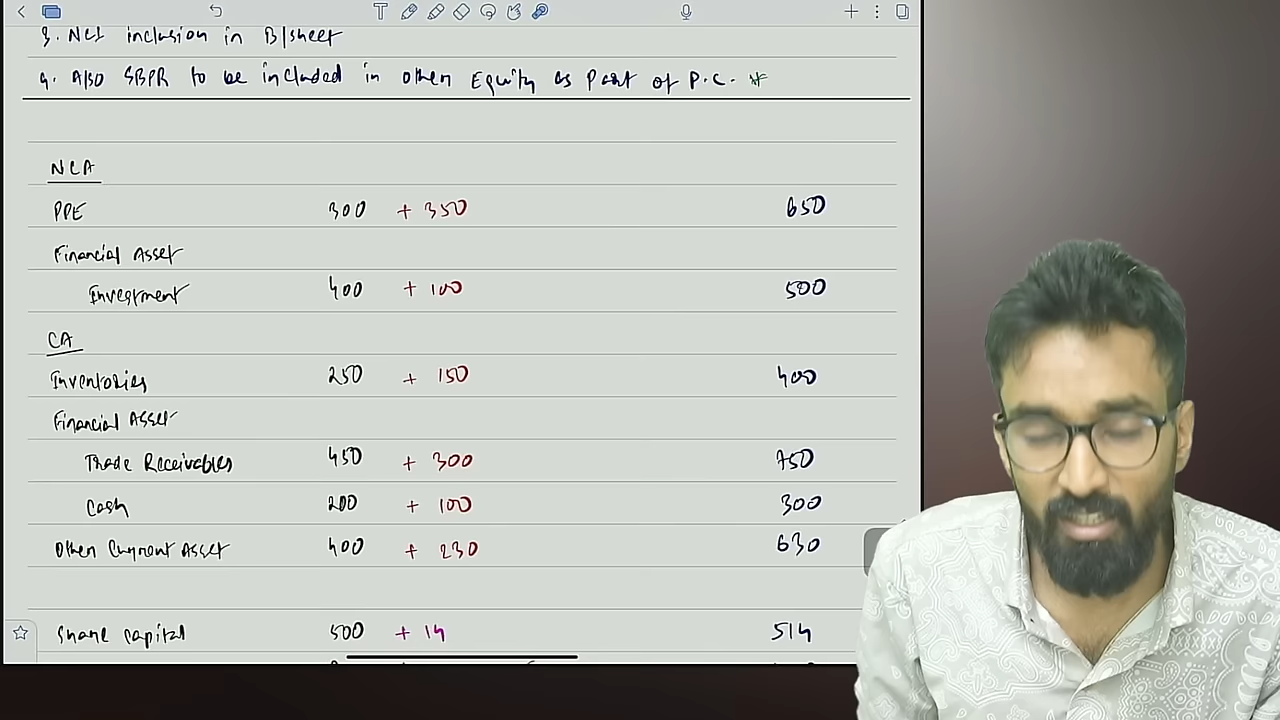 3. NCI inclusion in B/sheet
4. Also SBPR to be included in other Equity as Part of P.C. *
NCA
PPE 300 + 350 650
Financial Asset
Investment 400 + 100 500
CA
Inventories 250 + 150 400
Financial Asset
Trade Receivables 450 + 300 750
Cash 200 + 100 300
Other Current Asset 400 + 230 630
Share capital 500 + 14 514